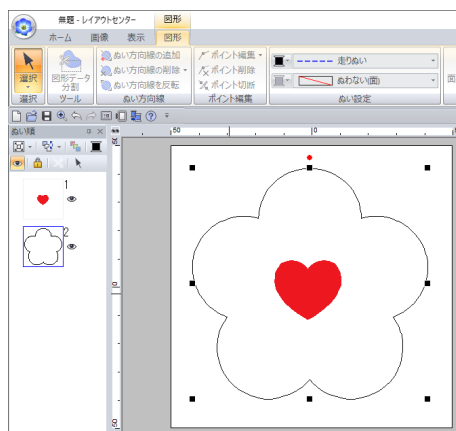 無題 - レイアウトセンター 図形
ホーム 画像 表示 図形
選択
図形データ
分割
ぬい方向線の追加
ぬい方向線の削除
ぬい方向線を反転
ポイント編集
ポイント削除
ポイント切断
走りぬい
ぬわない(面)
選択 ツール ぬい方向線 ポイント編集 ぬい設定
ぬい順
50 0
1
2
0
50